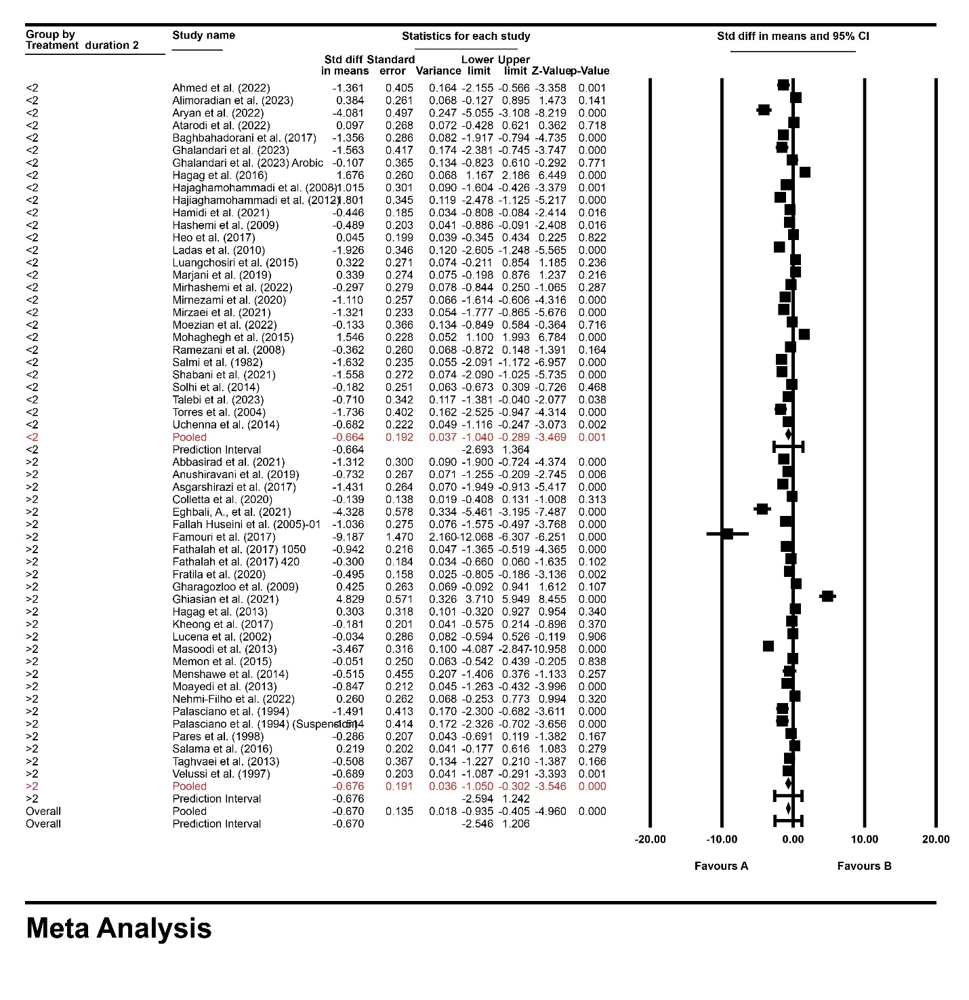 Group by Study name Statistics for each study Std diff in means and 95% CI
Treatment duration 2
Std diff Standard Lower Upper
in means error Variance limit limit Z-Value p-Value
<2 Ahmed et al. (2022) -1.361 0.405 0.164 -2.155 -0.566 -3.358 0.001
<2 Alimoradian et al. (2023) 0.384 0.261 0.068 -0.127 0.895 1.473 0.141
<2 Aryan et al. (2022) -4.081 0.497 0.247 -5.055 -3.108 -8.219 0.000
<2 Atarodi et al. (2022) 0.097 0.268 0.072 -0.428 0.621 0.362 0.718
<2 Baghbahadorani et al. (2017) -1.356 0.286 0.082 -1.917 -0.794 -4.735 0.000
<2 Ghalandari et al. (2023) -1.563 0.417 0.174 -2.381 -0.745 -3.747 0.000
<2 Ghalandari et al. (2023) Arobic -0.107 0.365 0.134 -0.823 0.610 -0.292 0.771
<2 Hagag et al. (2016) 1.676 0.260 0.068 1.167 2.186 6.449 0.000
<2 Hajaghamohammadi et al. (2008) -1.015 0.301 0.090 -1.604 -0.426 -3.379 0.001
<2 Hajiaghamohammadi et al. (2012) -1.801 0.345 0.119 -2.478 -1.125 -5.217 0.000
<2 Hamidi et al. (2021) -0.446 0.185 0.034 -0.808 -0.084 -2.414 0.016
<2 Hashemi et al. (2009) -0.489 0.203 0.041 -0.886 -0.091 -2.408 0.016
<2 Heo et al. (2017) 0.045 0.199 0.039 -0.345 0.434 0.225 0.822
<2 Ladas et al. (2010) -1.926 0.346 0.120 -2.605 -1.248 -5.565 0.000
<2 Luangchosiri et al. (2015) 0.322 0.271 0.074 -0.211 0.854 1.185 0.236
<2 Marjani et al. (2019) 0.339 0.274 0.075 -0.198 0.876 1.237 0.216
<2 Mirhashemi et al. (2022) -0.297 0.279 0.078 -0.844 0.250 -1.065 0.287
<2 Mirnezami et al. (2020) -1.110 0.257 0.066 -1.614 -0.606 -4.316 0.000
<2 Mirzaei et al. (2021) -1.321 0.233 0.054 -1.777 -0.865 -5.676 0.000
<2 Moezian et al. (2022) -0.133 0.366 0.134 -0.849 0.584 -0.364 0.716
<2 Mohaghegh et al. (2015) 1.546 0.228 0.052 1.100 1.993 6.784 0.000
<2 Ramezani et al. (2008) -0.362 0.260 0.068 -0.872 0.148 -1.391 0.164
<2 Salmi et al. (1982) -1.632 0.235 0.055 -2.091 -1.172 -6.957 0.000
<2 Shabani et al. (2021) -1.558 0.272 0.074 -2.090 -1.025 -5.735 0.000
<2 Solhi et al. (2014) -0.182 0.251 0.063 -0.673 0.309 -0.726 0.468
<2 Talebi et al. (2023) -0.710 0.342 0.117 -1.381 -0.040 -2.077 0.038
<2 Torres et al. (2004) -1.736 0.402 0.162 -2.525 -0.947 -4.314 0.000
<2 Uchenna et al. (2014) -0.682 0.222 0.049 -1.116 -0.247 -3.073 0.002
<2 Pooled -0.664 0.192 0.037 -1.040 -0.289 -3.469 0.001
<2 Prediction Interval -0.664 -2.693 1.364
>2 Abbasirad et al. (2021) -1.312 0.300 0.090 -1.900 -0.724 -4.374 0.000
>2 Anushiravani et al. (2019) -0.732 0.267 0.071 -1.255 -0.209 -2.745 0.006
>2 Asgarshirazi et al. (2017) -1.431 0.264 0.070 -1.949 -0.913 -5.417 0.000
>2 Colletta et al. (2020) -0.139 0.138 0.019 -0.408 0.131 -1.008 0.313
>2 Eghbali, A., et al. (2021) -4.328 0.578 0.334 -5.461 -3.195 -7.487 0.000
>2 Fallah Huseini et al. (2005)-01 -1.036 0.275 0.076 -1.575 -0.497 -3.768 0.000
>2 Famouri et al. (2017) -9.187 1.470 2.160 -12.068 -6.307 -6.251 0.000
>2 Fathalah et al. (2017) 1050 -0.942 0.216 0.047 -1.365 -0.519 -4.365 0.000
>2 Fathalah et al. (2017) 420 -0.300 0.184 0.034 -0.660 0.060 -1.635 0.102
>2 Fratila et al. (2020) -0.495 0.158 0.025 -0.805 -0.186 -3.136 0.002
>2 Gharagozloo et al. (2009) 0.425 0.263 0.069 -0.092 0.941 1.612 0.107
>2 Ghiasian et al. (2021) 4.829 0.571 0.326 3.710 5.949 8.455 0.000
>2 Hagag et al. (2013) 0.303 0.318 0.101 -0.320 0.927 0.954 0.340
>2 Kheong et al. (2017) -0.181 0.201 0.041 -0.575 0.214 -0.896 0.370
>2 Lucena et al. (2002) -0.034 0.286 0.082 -0.594 0.526 -0.119 0.906
>2 Masoodi et al. (2013) -3.467 0.316 0.100 -4.087 -2.847 -10.958 0.000
>2 Memon et al. (2015) -0.051 0.250 0.063 -0.542 0.439 -0.205 0.838
>2 Menshawe et al. (2014) -0.515 0.455 0.207 -1.406 0.376 -1.133 0.257
>2 Moayedi et al. (2013) -0.847 0.212 0.045 -1.263 -0.432 -3.996 0.000
>2 Nehmi-Filho et al. (2022) 0.260 0.262 0.068 -0.253 0.773 0.994 0.320
>2 Palasciano et al. (1994) -1.491 0.413 0.170 -2.300 -0.682 -3.611 0.000
>2 Palasciano et al. (1994) (Suspension) -1.514 0.414 0.172 -2.326 -0.702 -3.656 0.000
>2 Pares et al. (1998) -0.286 0.207 0.043 -0.691 0.119 -1.382 0.167
>2 Salama et al. (2016) 0.219 0.202 0.041 -0.177 0.616 1.083 0.279
>2 Taghvaei et al. (2013) -0.508 0.367 0.134 -1.227 0.210 -1.387 0.166
>2 Velussi et al. (1997) -0.689 0.203 0.041 -1.087 -0.291 -3.393 0.001
>2 Pooled -0.676 0.191 0.036 -1.050 -0.302 -3.546 0.000
>2 Prediction Interval -0.676 -2.594 1.242
Overall Pooled -0.670 0.135 0.018 -0.935 -0.405 -4.960 0.000
Overall Prediction Interval -0.670 -2.546 1.206
-20.00 -10.00 0.00 10.00 20.00
Favours A Favours B
Meta Analysis